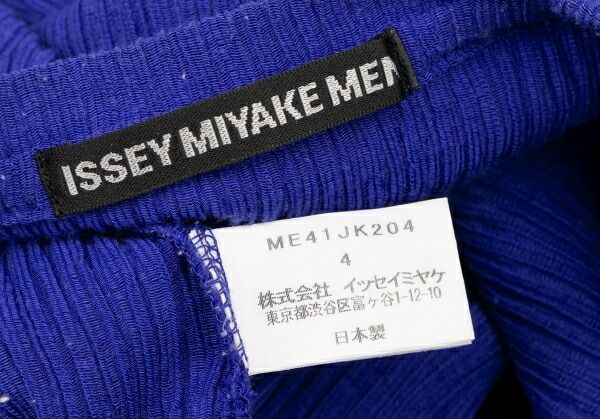 ISSEY MIYAKE MEN
ME41JK204
4
株式会社 イッセイミヤケ
東京都渋谷区富ヶ谷1-12-10
日本製